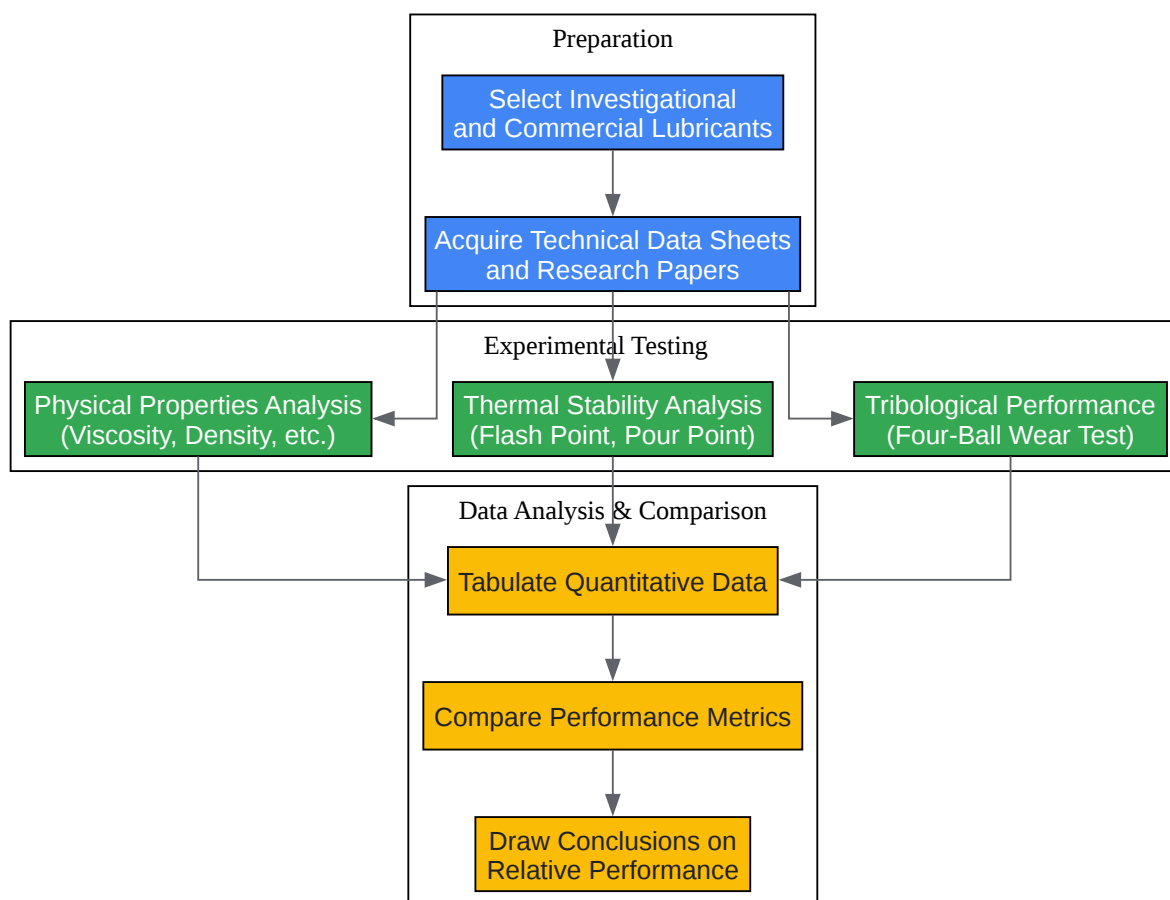 Preparation
Select Investigational
and Commercial Lubricants
Acquire Technical Data Sheets
and Research Papers
Experimental Testing
Physical Properties Analysis
(Viscosity, Density, etc.)
Thermal Stability Analysis
(Flash Point, Pour Point)
Tribological Performance
(Four-Ball Wear Test)
Data Analysis & Comparison
Tabulate Quantitative Data
Compare Performance Metrics
Draw Conclusions on
Relative Performance